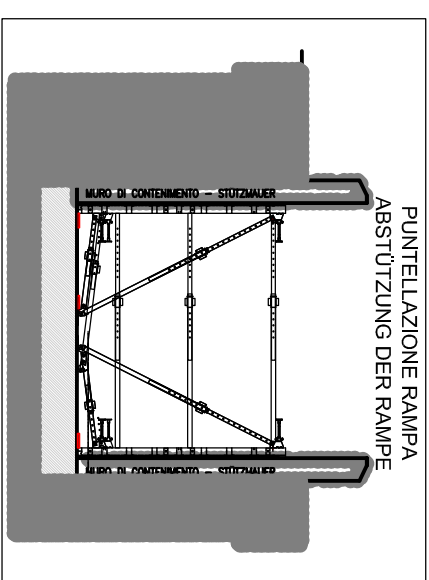 PUNTELLAZIONE RAMPA
ABSTÜTZUNG DER RAMPE
MURO DI CONTENIMENTO - STÜTZMAUER
MURO DI CONTENIMENTO - STÜTZMAUER